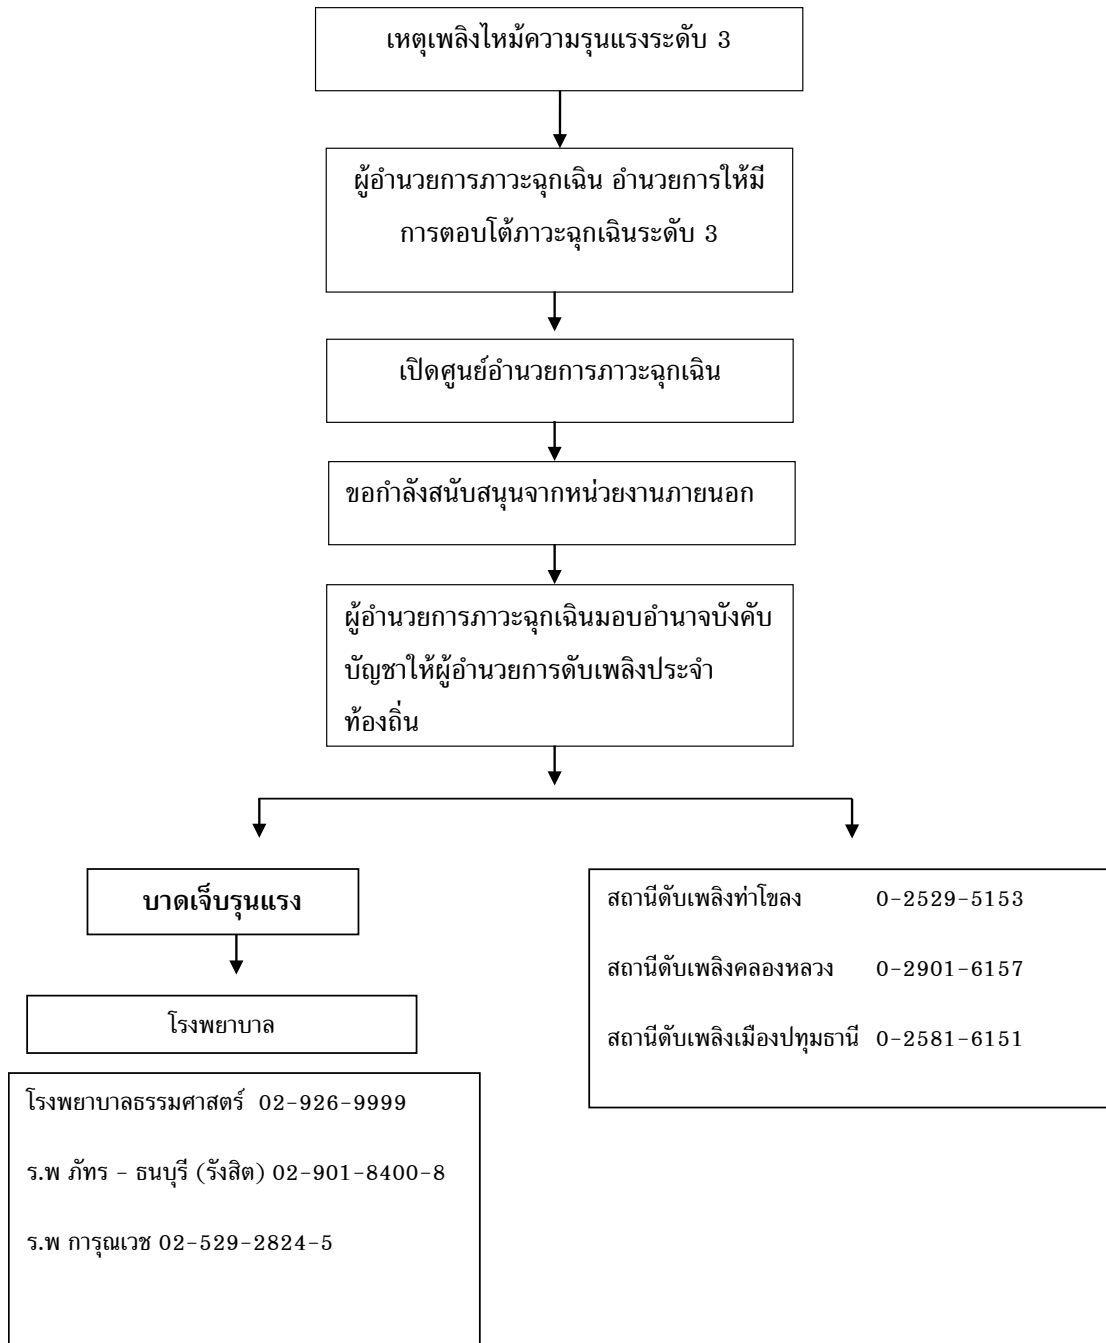 เหตุเพลิงไหม้ความรุนแรงระดับ 3
ผู้อำนวยการภาวะฉุกเฉิน อำนวยการให้มี
การตอบโต้ภาวะฉุกเฉินระดับ 3
เปิดศูนย์อำนวยการภาวะฉุกเฉิน
ขอกำลังสนับสนุนจากหน่วยงานภายนอก
ผู้อำนวยการภาวะฉุกเฉินมอบอำนาจบังคับ
บัญชาให้ผู้อำนวยการดับเพลิงประจำ
ท้องถิ่น
บาดเจ็บรุนแรง
โรงพยาบาล
โรงพยาบาลธรรมศาสตร์ 02-926-9999
ร.พ ภัทร - ธนบุรี (รังสิต) 02-901-8400-8
ร.พ การุณเวช 02-529-2824-5
สถานีดับเพลิงท่าโขลง 0-2529-5153
สถานีดับเพลิงคลองหลวง 0-2901-6157
สถานีดับเพลิงเมืองปทุมธานี 0-2581-6151